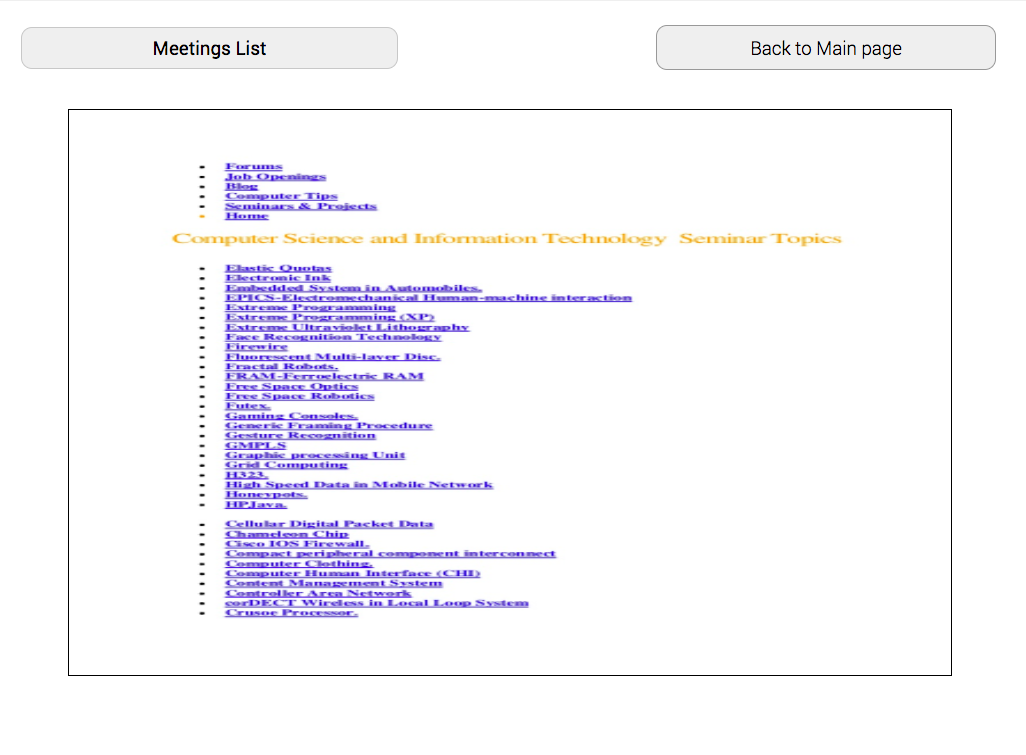 Meetings List
Back to Main page
Forums
Job Openings
Blog
Computer Tips
Seminars & Projects
Home
Computer Science and Information Technology Seminar Topics
Elastic Quotas
Electronic Ink
Embedded System in Automobiles.
EPICS-Electromechanical Human-machine interaction
Extreme Programming
Extreme Programming (XP)
Extreme Ultraviolet Lithography
Face Recognition Technology
Firewire
Fluorescent Multi-layer Disc.
Fractal Robots.
FRAM-Ferroelectric RAM
Free Space Optics
Free Space Robotics
Futex.
Gaming Consoles.
Generic Framing Procedure
Gesture Recognition
GMPLS
Graphic processing Unit
Grid Computing
H323.
High Speed Data in Mobile Network
Honeypots.
HPJava.
Cellular Digital Packet Data
Chameleon Chip
Cisco IOS Firewall.
Compact peripheral component interconnect
Computer Clothing.
Computer Human Interface (CHI)
Content Management System
Controller Area Network
corDECT Wireless in Local Loop System
Crusoe Processor.